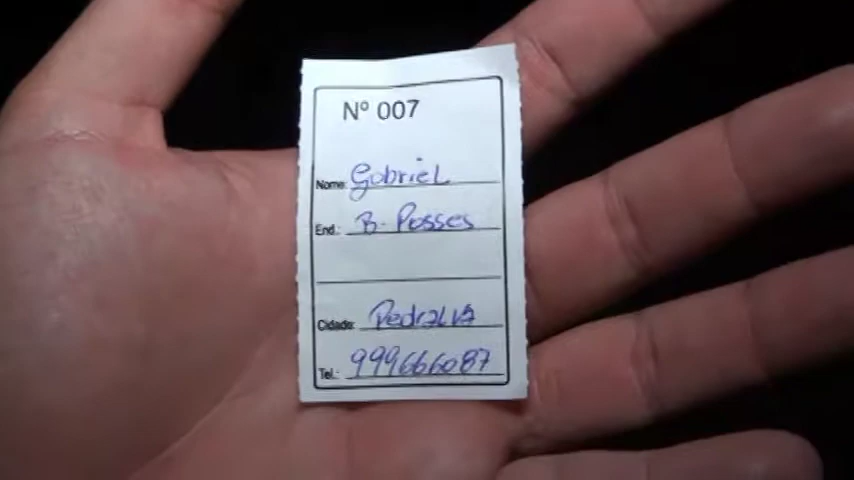 Nº 007
Nome: Gabriel
End.: B. Posses
Cidade: Pedralva
Tel.: 999666087